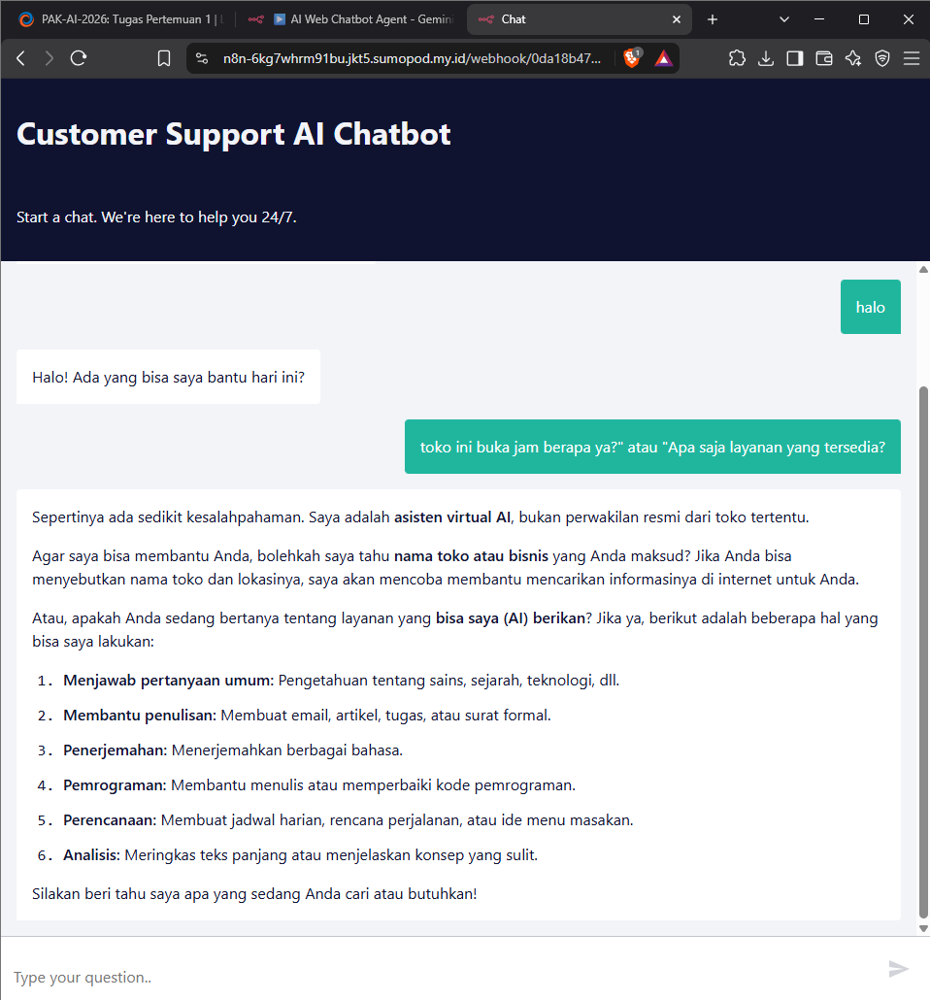 PAK-AI-2026: Tugas Pertemuan 1 |
AI Web Chatbot Agent - Gemini
Chat
n8n-6kg7whrm91bu.jkt5.sumopod.my.id/webhook/0da18b47...
1
Customer Support AI Chatbot
Start a chat. We're here to help you 24/7.
halo
Halo! Ada yang bisa saya bantu hari ini?
toko ini buka jam berapa ya?" atau "Apa saja layanan yang tersedia?
Sepertinya ada sedikit kesalahpahaman. Saya adalah asisten virtual AI, bukan perwakilan resmi dari toko tertentu.
Agar saya bisa membantu Anda, bolehkah saya tahu nama toko atau bisnis yang Anda maksud? Jika Anda bisa
menyebutkan nama toko dan lokasinya, saya akan mencoba membantu mencarikan informasinya di internet untuk Anda.
Atau, apakah Anda sedang bertanya tentang layanan yang bisa saya (AI) berikan? Jika ya, berikut adalah beberapa hal yang
bisa saya lakukan:
1. Menjawab pertanyaan umum: Pengetahuan tentang sains, sejarah, teknologi, dll.
2. Membantu penulisan: Membuat email, artikel, tugas, atau surat formal.
3. Penerjemahan: Menerjemahkan berbagai bahasa.
4. Pemrograman: Membantu menulis atau memperbaiki kode pemrograman.
5. Perencanaan: Membuat jadwal harian, rencana perjalanan, atau ide menu masakan.
6. Analisis: Meringkas teks panjang atau menjelaskan konsep yang sulit.
Silakan beri tahu saya apa yang sedang Anda cari atau butuhkan!
Type your question..